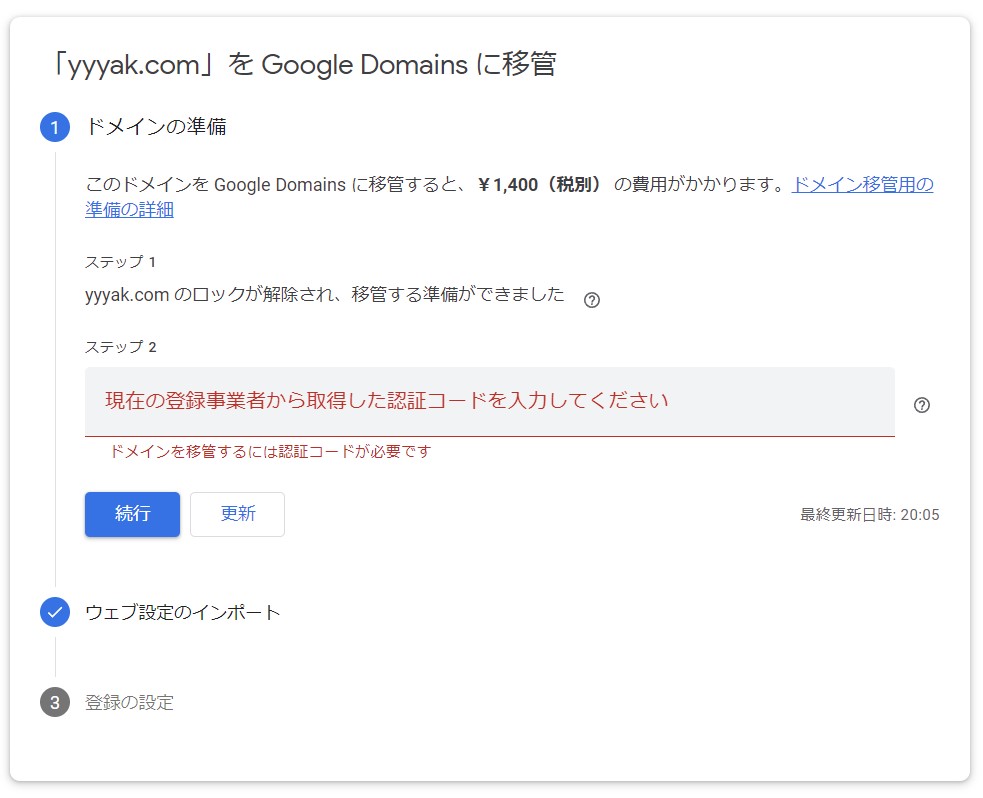 「yyyak.com」を Google Domains に移管
1 ドメインの準備
このドメインを Google Domains に移管すると、￥1,400（税別） の費用がかかります。ドメイン移管用の
準備の詳細
ステップ 1
yyyak.com のロックが解除され、移管する準備ができました
ステップ 2
現在の登録事業者から取得した認証コードを入力してください
ドメインを移管するには認証コードが必要です
続行 更新 最終更新日時: 20:05
ウェブ設定のインポート
3 登録の設定